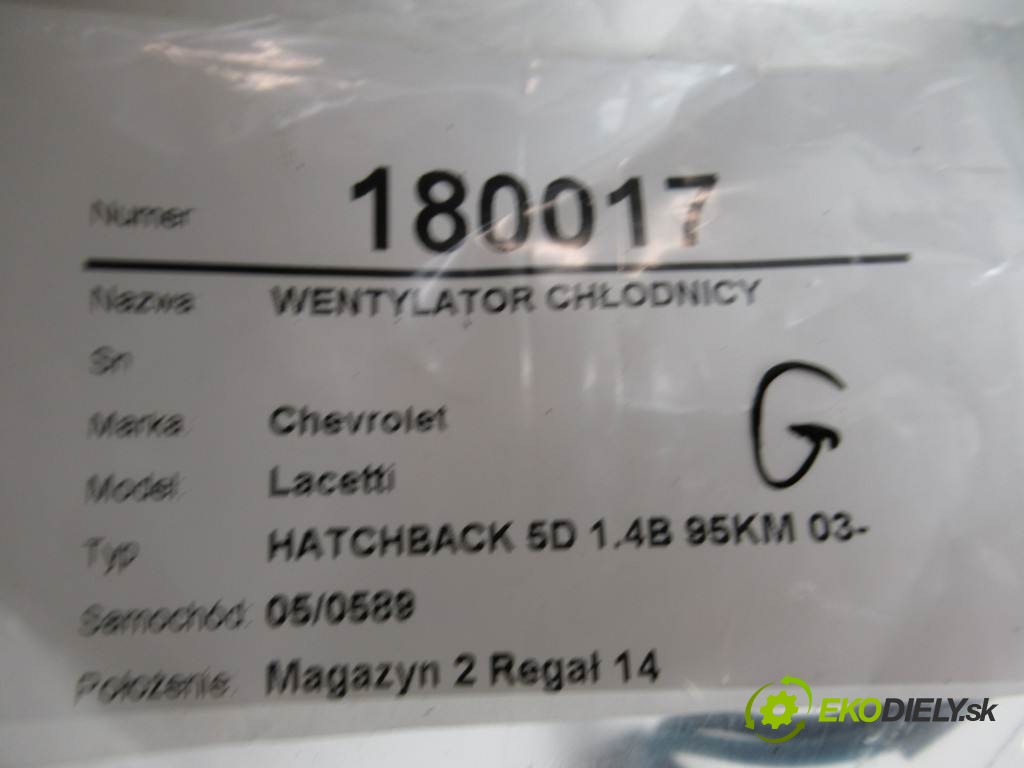 Numer 180017
Nazwa WENTYLATOR CHŁODNICY
Sn
Marka Chevrolet
G
Model Lacetti
Typ HATCHBACK 5D 1.4B 95KM 03-
Samochód: 05/0589
Położenie: Magazyn 2 Regał 14
EKODIELY.sk